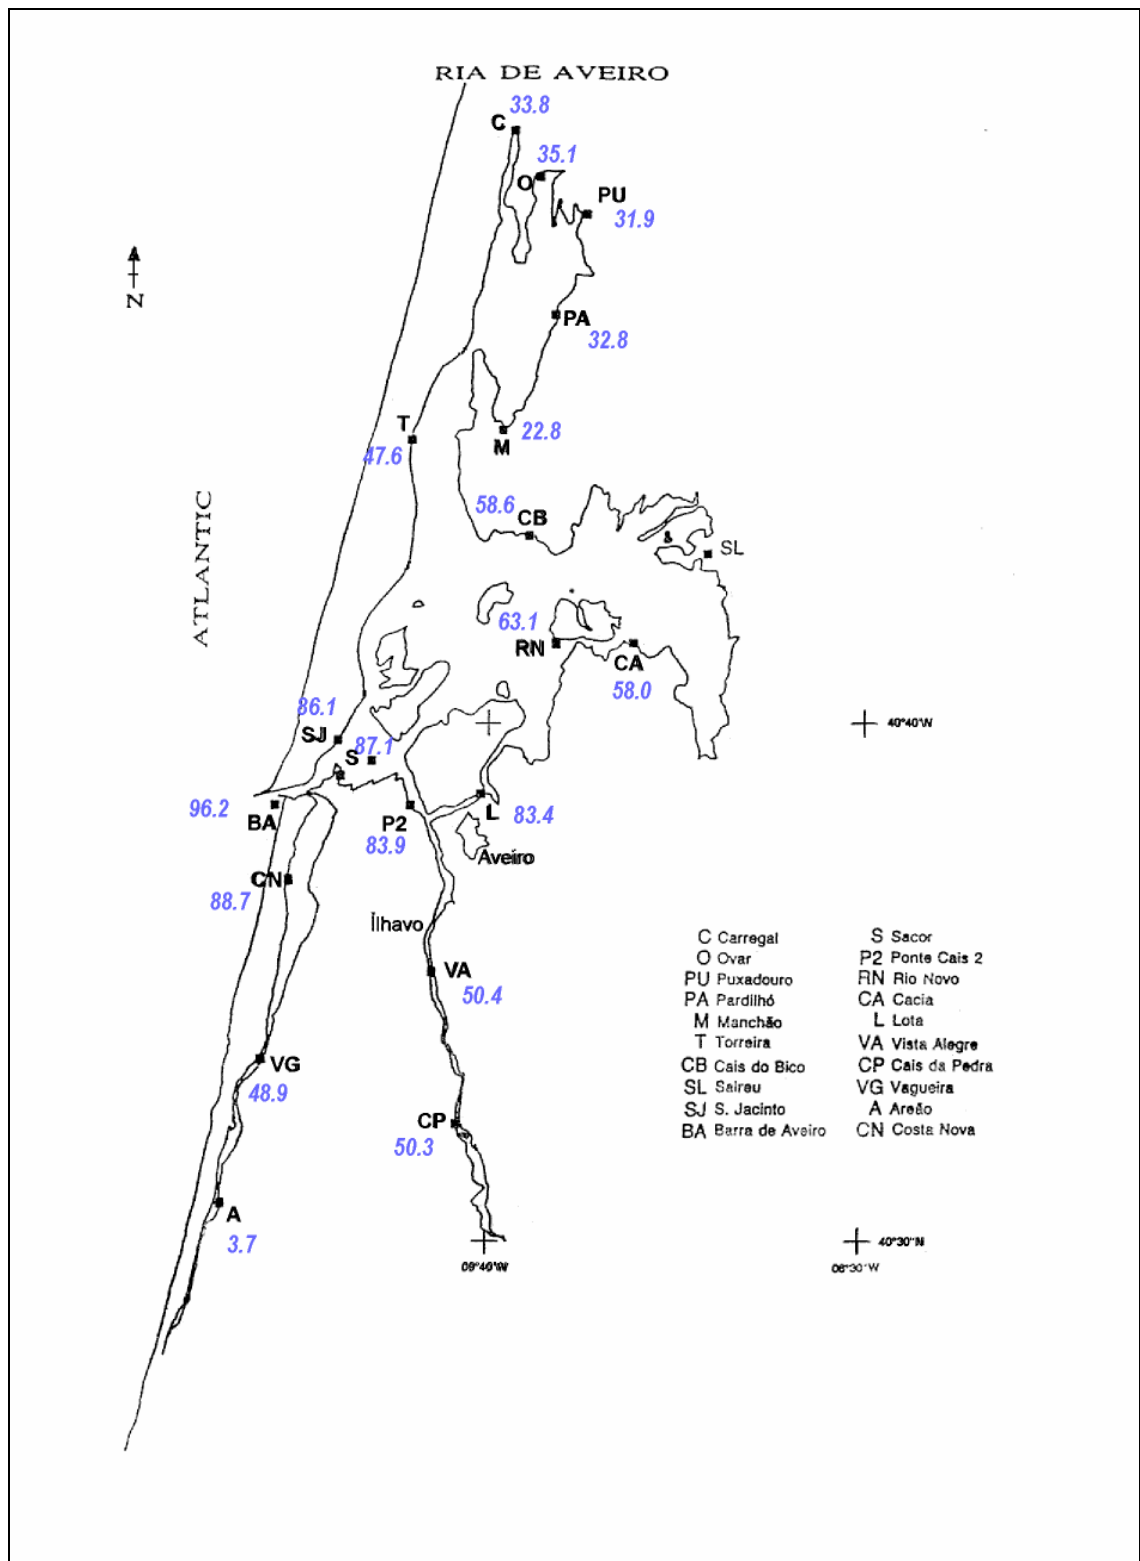 RIA DE AVEIRO
33.8
C
35.1
O
PU
31.9
N
PA
32.8
T
22.8
M
47.6
58.6
CB
SL
ATLANTIC
63.1
RN
CA
58.0
86.1
40°40'W
SJ
87.1
S
96.2
BA
P2
L
83.4
83.9
Aveiro
CN
88.7
Ílhavo
C Carregal
O Ovar
PU Puxadouro
PA Pardilhó
M Manchão
T Torreira
CB Cais do Bico
SL Salreu
SJ S. Jacinto
BA Barra de Aveiro
S Sacor
P2 Ponte Cais 2
RN Rio Novo
CA Cacia
L Lota
VA Vista Alegre
CP Cais da Pedra
VG Vagueira
A Areão
CN Costa Nova
VA
50.4
VG
48.9
CP
50.3
A
3.7
40°30'N
09°40'W
08°30'W